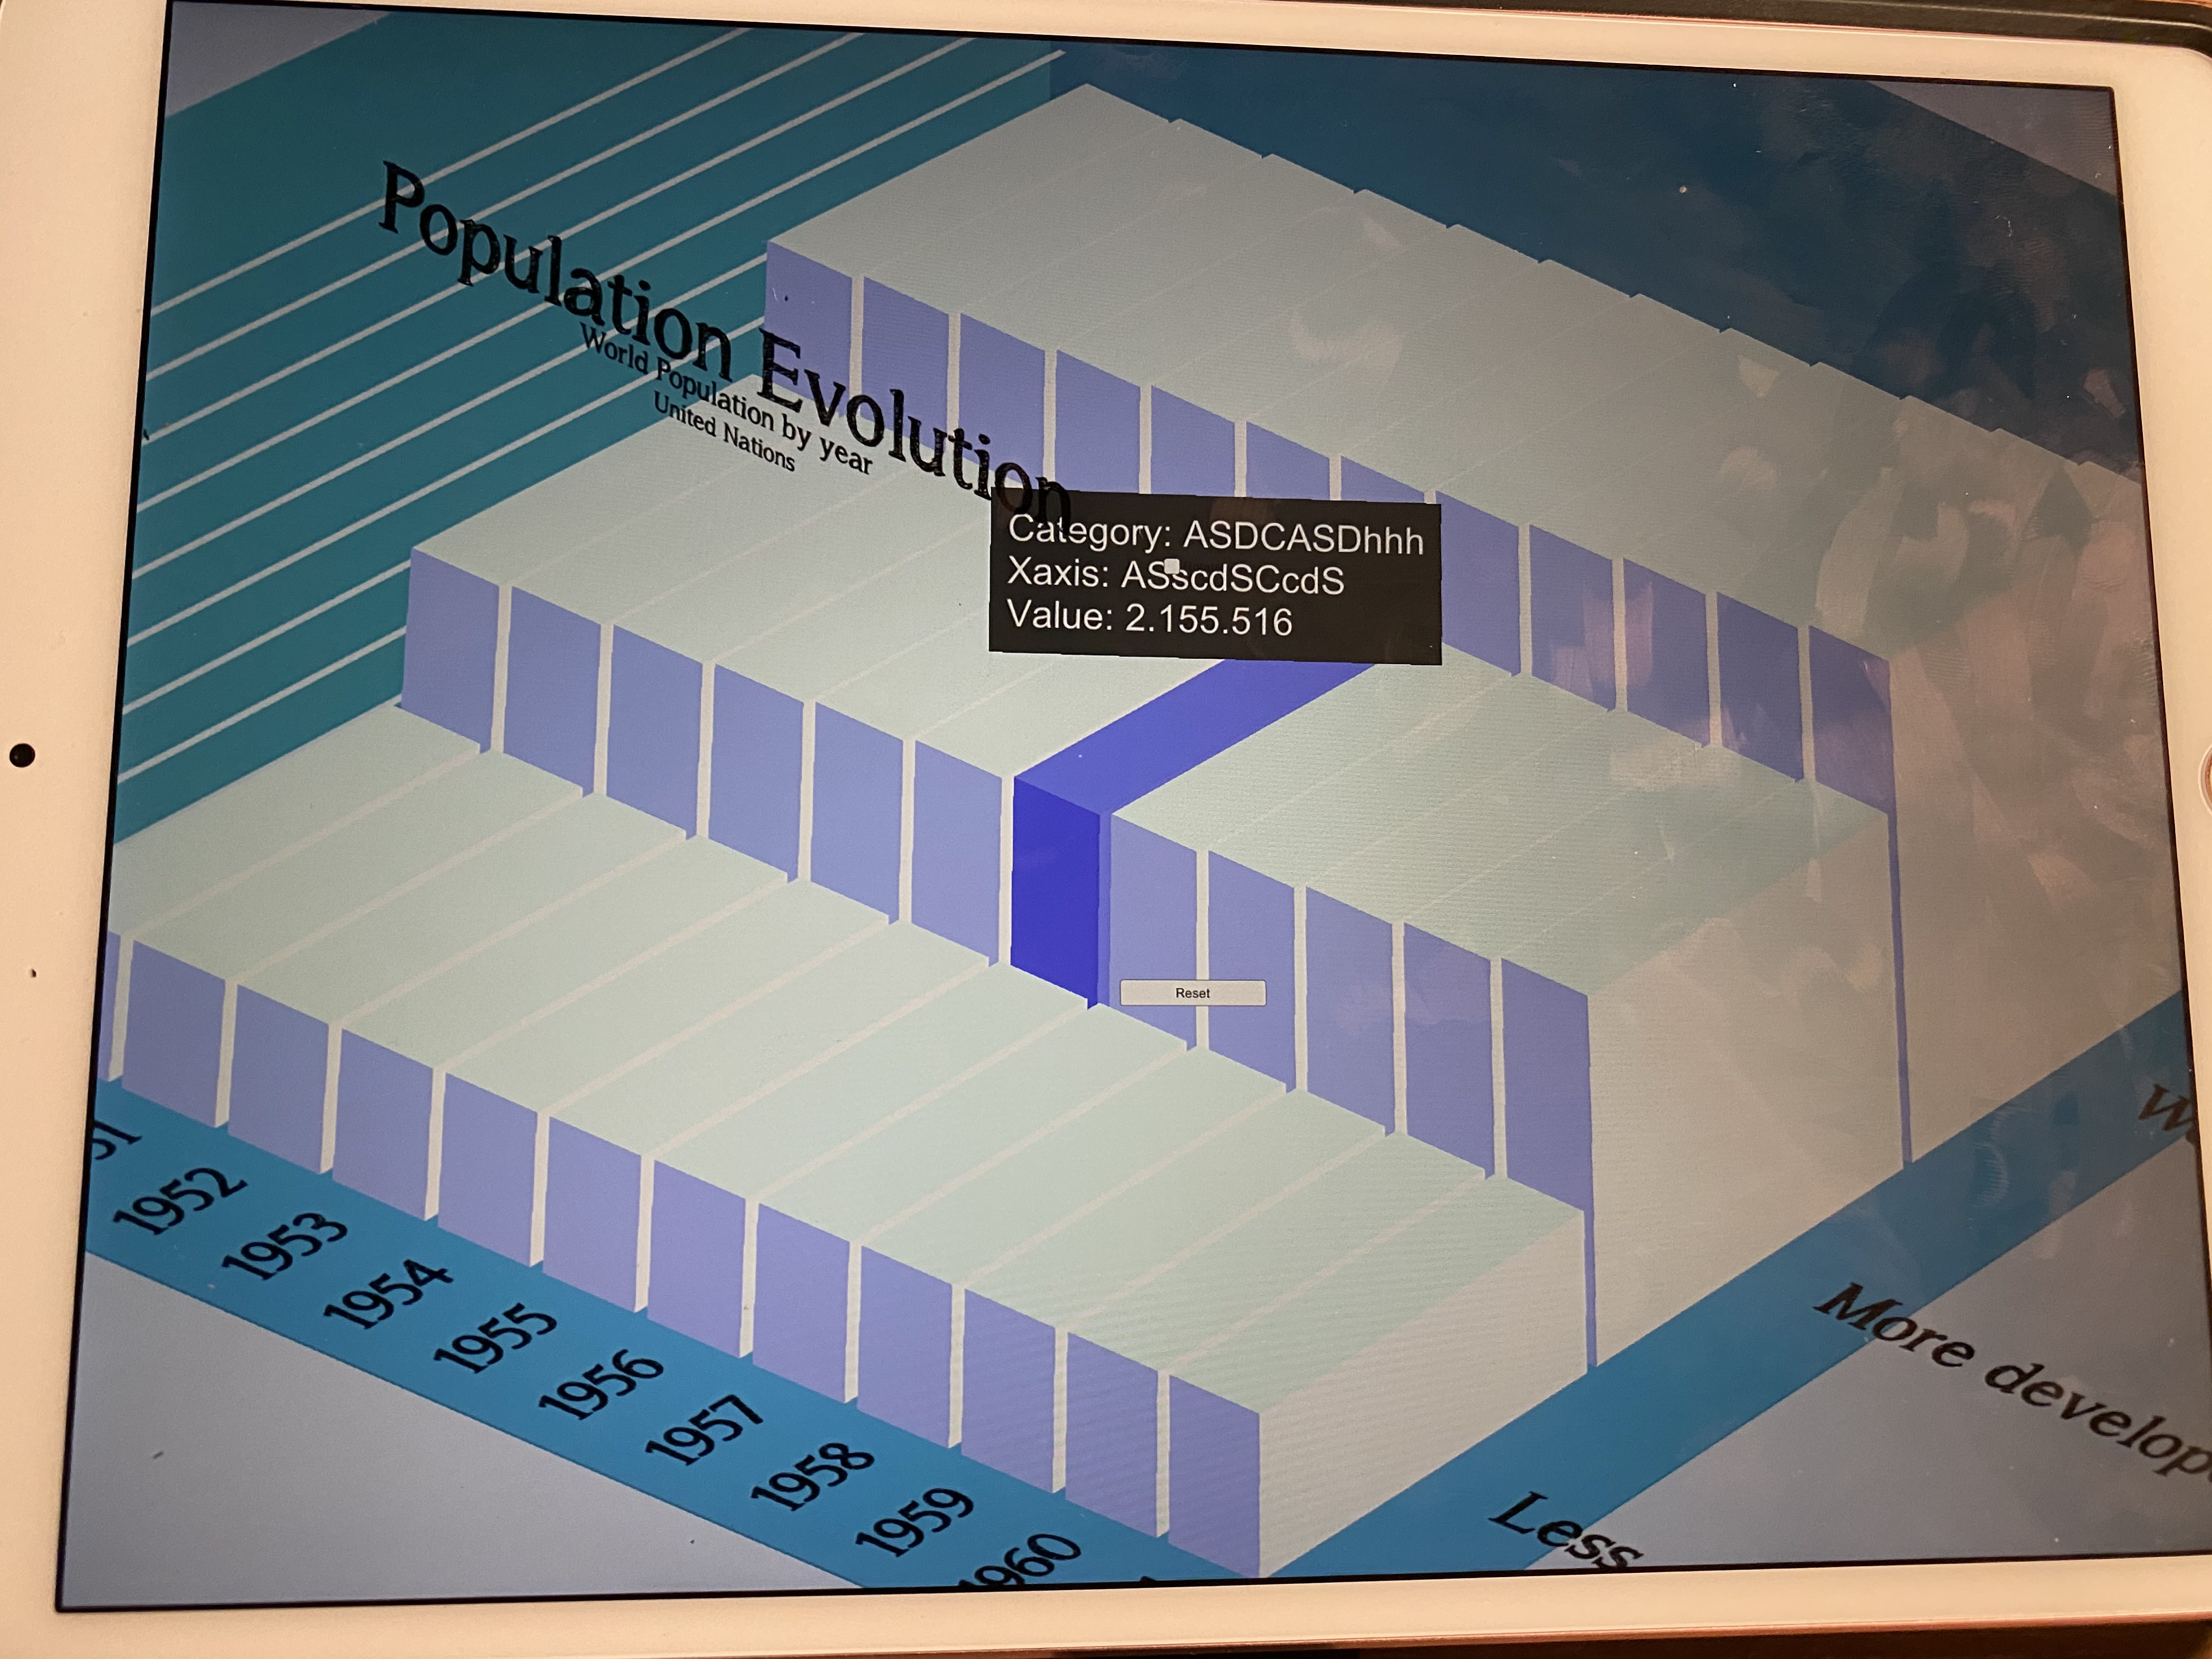 Population Evolution
World Population by year
United Nations
Category: ASDCASDhhh
Xaxis: ASscdSCcdS
Value: 2.155.516
Reset
51
1952
1953
1954
1955
1956
1957
1958
1959
960
Less
More develop
W